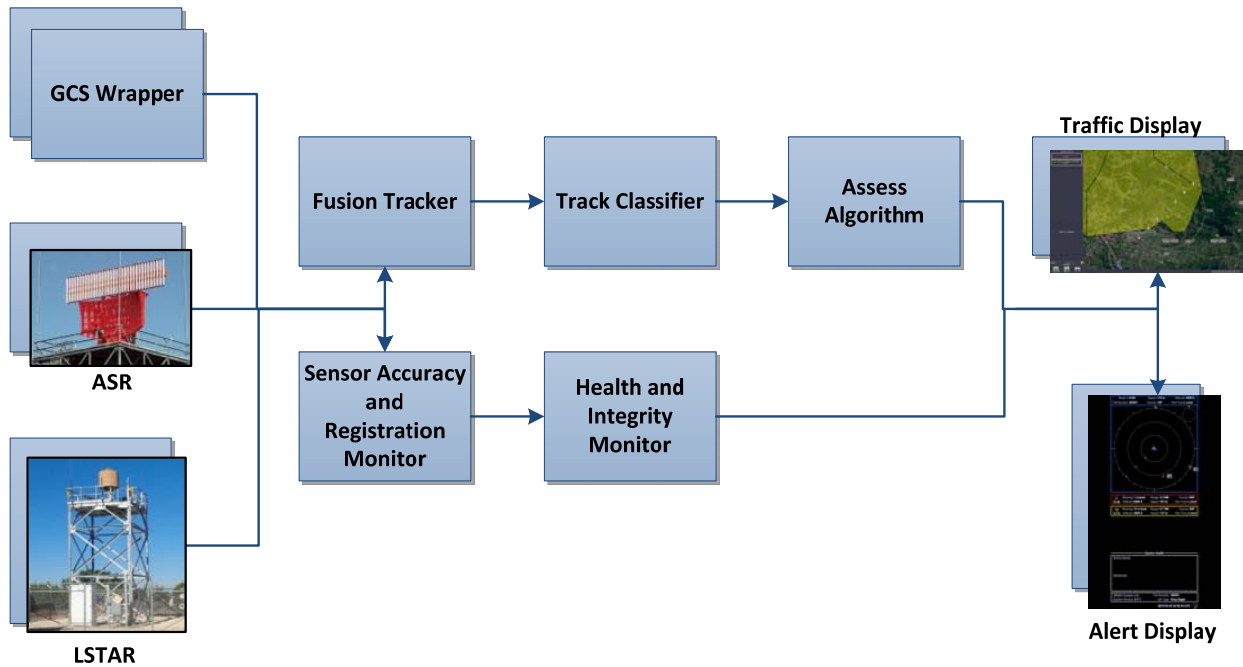 GCS Wrapper
ASR
LSTAR
Fusion Tracker
Track Classifier
Assess
Algorithm
Sensor Accuracy
and
Registration
Monitor
Health and
Integrity
Monitor
Traffic Display
Alert Display